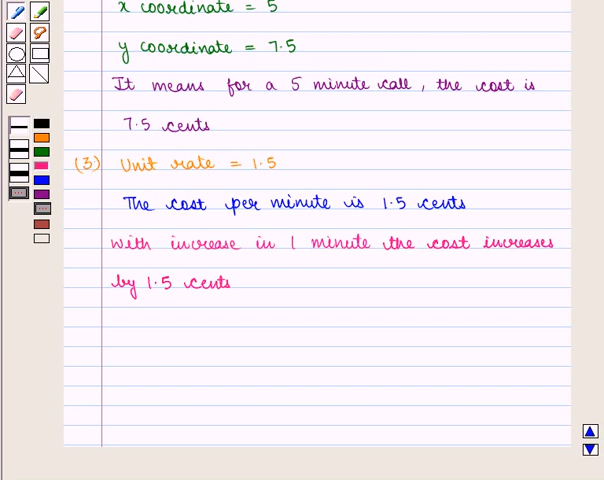 x coordinate = 5
y coordinate = 7.5
It means for a 5 minute call, the cost is
7.5 cents
(3) Unit rate = 1.5
The cost per minute is 1.5 cents
With increase in 1 minute the cost increases
by 1.5 cents